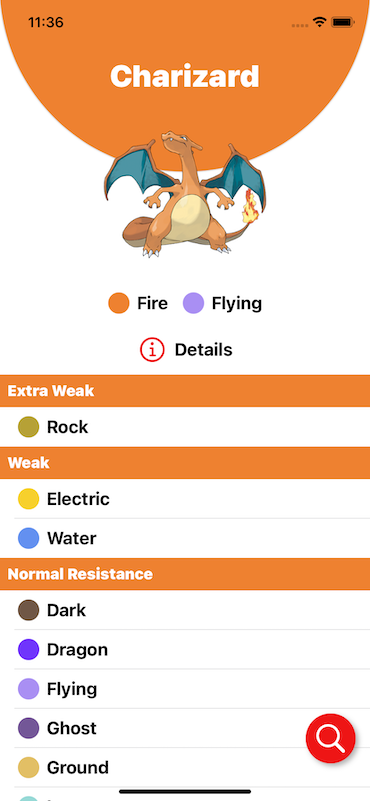 11:36
Charizard
Fire Flying
Details
Extra Weak
Rock
Weak
Electric
Water
Normal Resistance
Dark
Dragon
Flying
Ghost
Ground